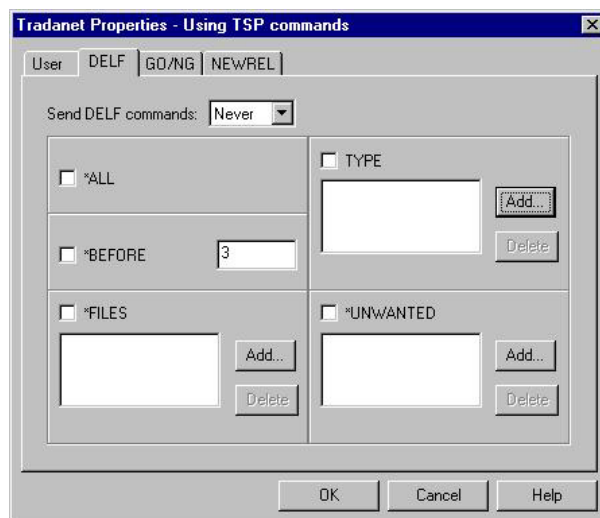 Tradanet Properties - Using TSP commands
User DELF GO/NG NEWREL
Send DELF commands: Never
*ALL
*BEFORE 3
TYPE
Add...
Delete
*FILES
Add...
Delete
*UNWANTED
Add...
Delete
OK Cancel Help